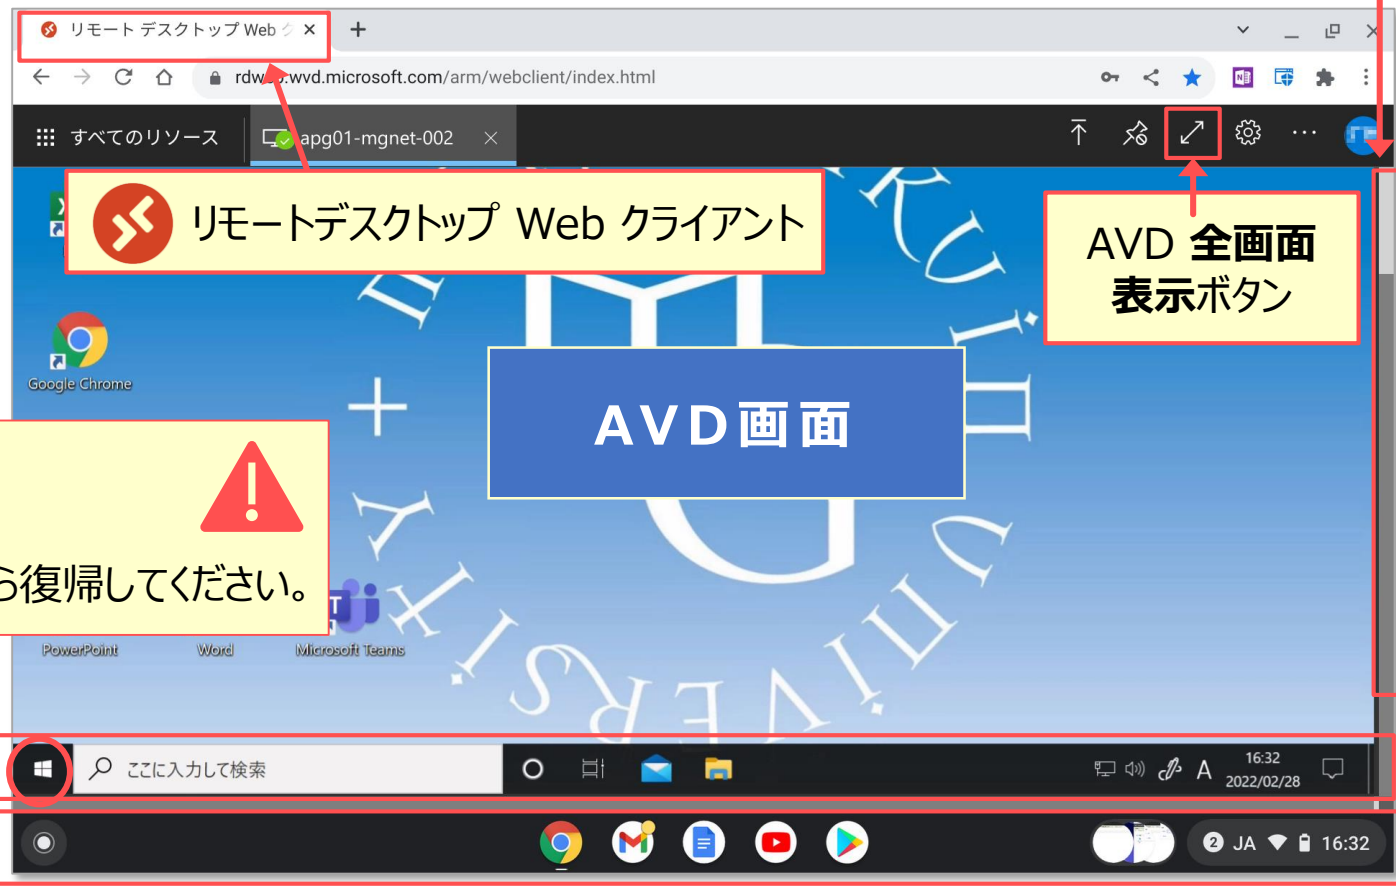 リモート デスクトップ Web ク
rdweb.wvd.microsoft.com/arm/webclient/index.html
すべてのリソース
apg01-mgnet-002
リモートデスクトップ Web クライアント
AVD 全画面
表示ボタン
Google Chrome
AVD画面
ら復帰してください。
PowerPoint
Word
Microsoft Teams
ここに入力して検索
A
16:32
2022/02/28
2 JA 16:32